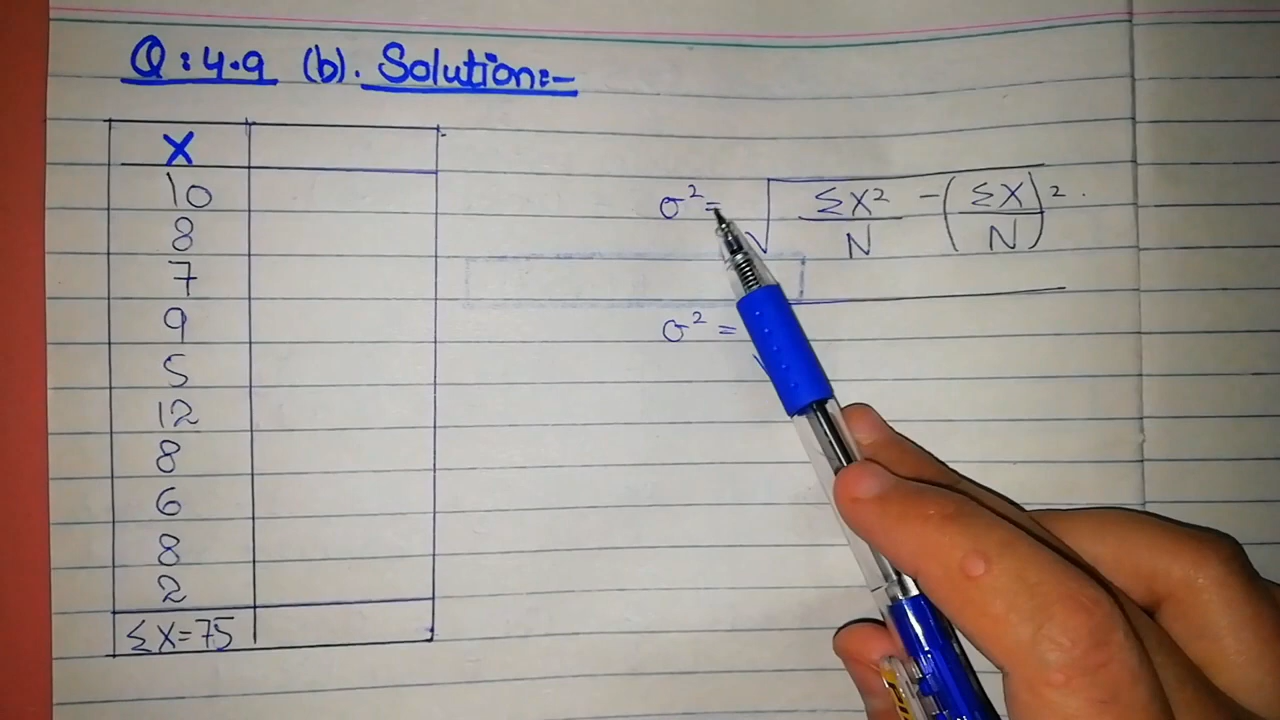 Q:4.9 (b). Solution:-
X
10
8
7
9
5
12
8
6
8
2
ΣX=75
σ² = √ ΣX²/N - (ΣX/N)².
σ² =